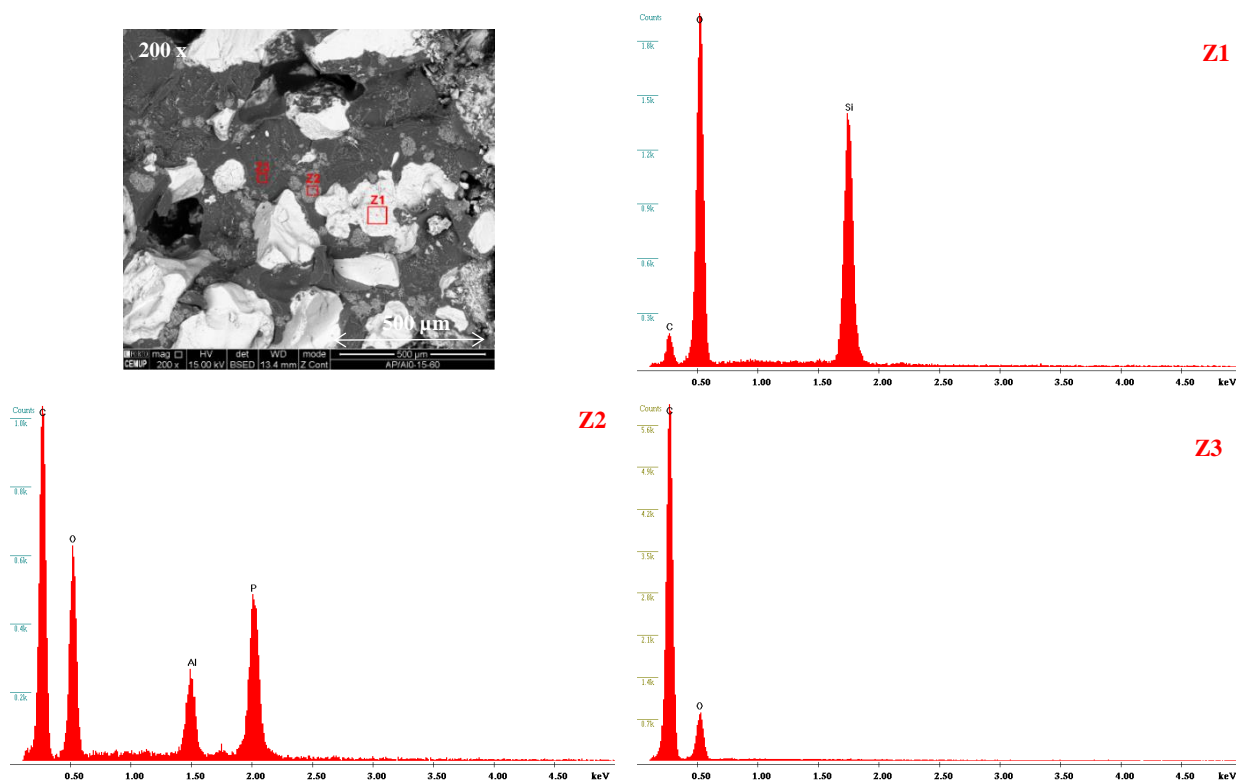 200 x
Z3
Z2
Z1
500 µm
mag HV det WD mode
CEMUP 200 x 15.00 kV BSED 13.4 mm Z Cont
500 µm
AP/Al0-15-60
Counts
1.8k
1.5k
1.2k
0.9k
0.6k
0.3k
C
O
Si
Z1
0.50 1.00 1.50 2.00 2.50 3.00 3.50 4.00 4.50 keV
Counts
1.0k
0.8k
0.6k
0.4k
0.2k
C
O
Al
P
Z2
0.50 1.00 1.50 2.00 2.50 3.00 3.50 4.00 4.50 keV
Counts
5.6k
4.9k
4.2k
3.5k
2.8k
2.1k
1.4k
0.7k
C
O
Z3
0.50 1.00 1.50 2.00 2.50 3.00 3.50 4.00 4.50 keV